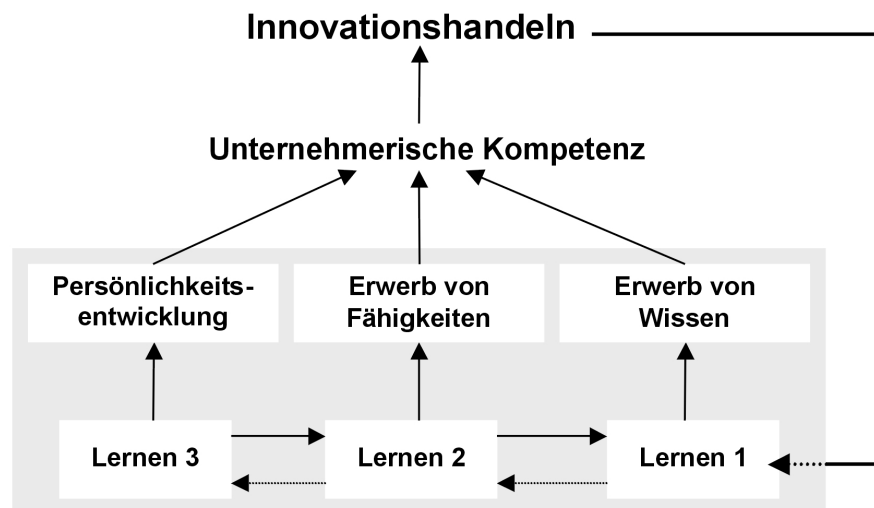 Innovationshandeln
Unternehmerische Kompetenz
Persönlichkeits-
entwicklung
Erwerb von
Fähigkeiten
Erwerb von
Wissen
Lernen 3
Lernen 2
Lernen 1